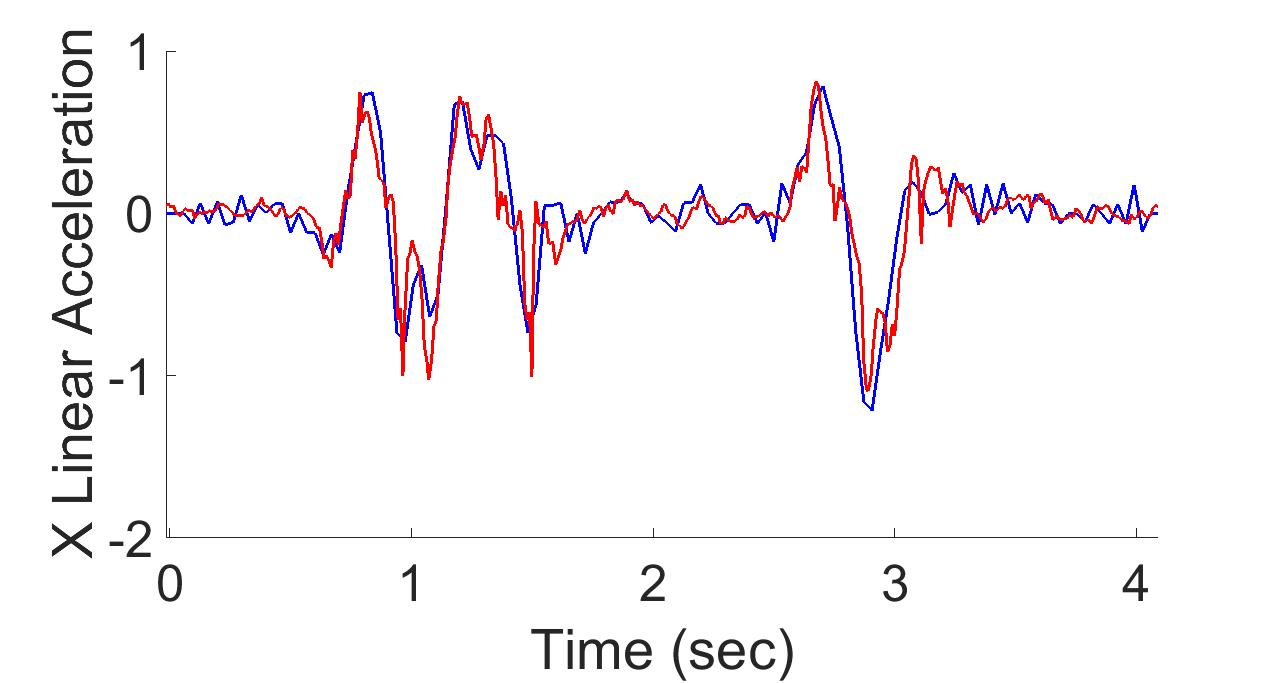 X Linear Acceleration
1
0
-1
-2
0 1 2 3 4
Time (sec)